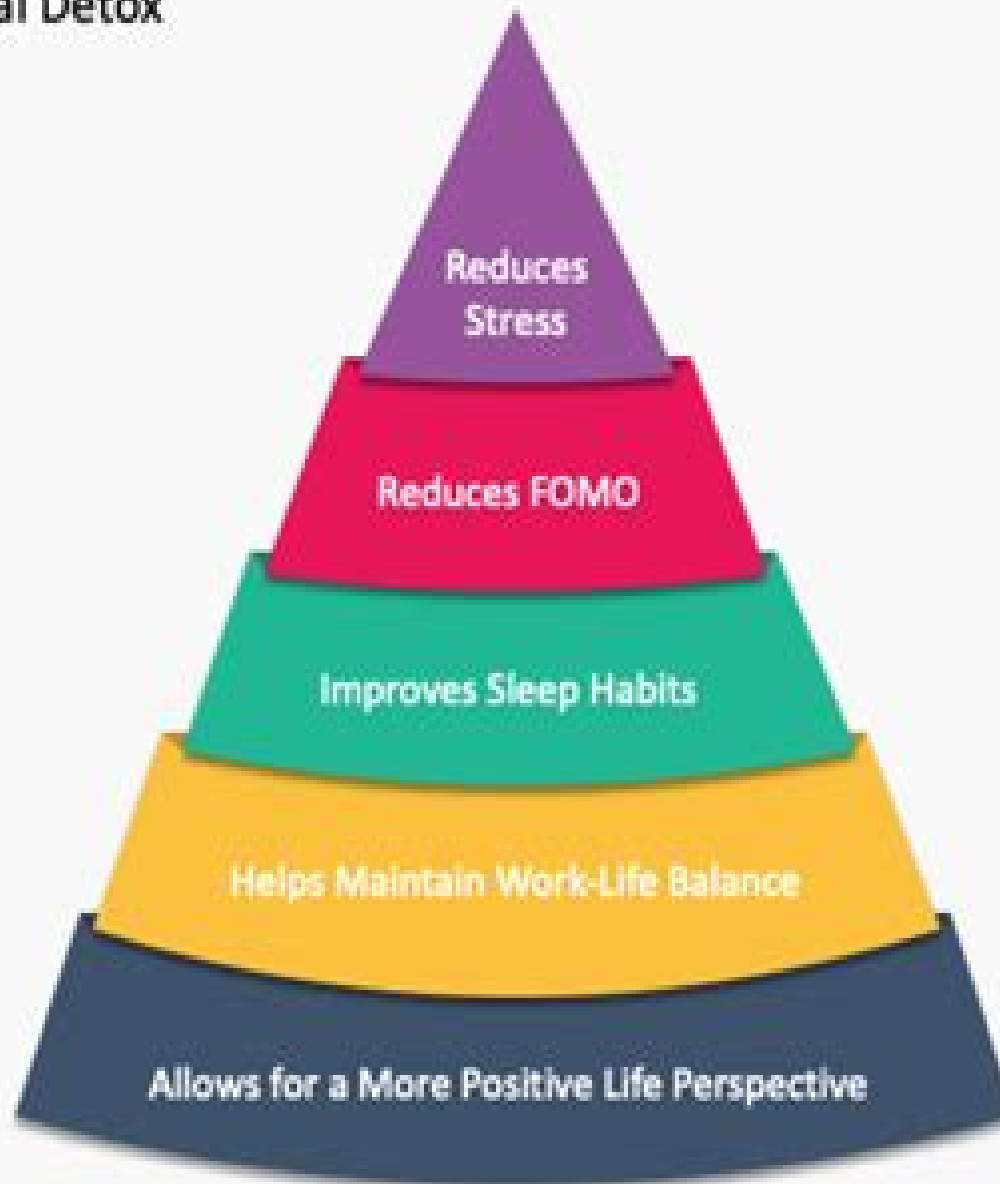 al Detox
Reduces
Stress
Reduces FOMO
Improves Sleep Habits
Helps Maintain Work-Life Balance
Allows for a More Positive Life Perspective